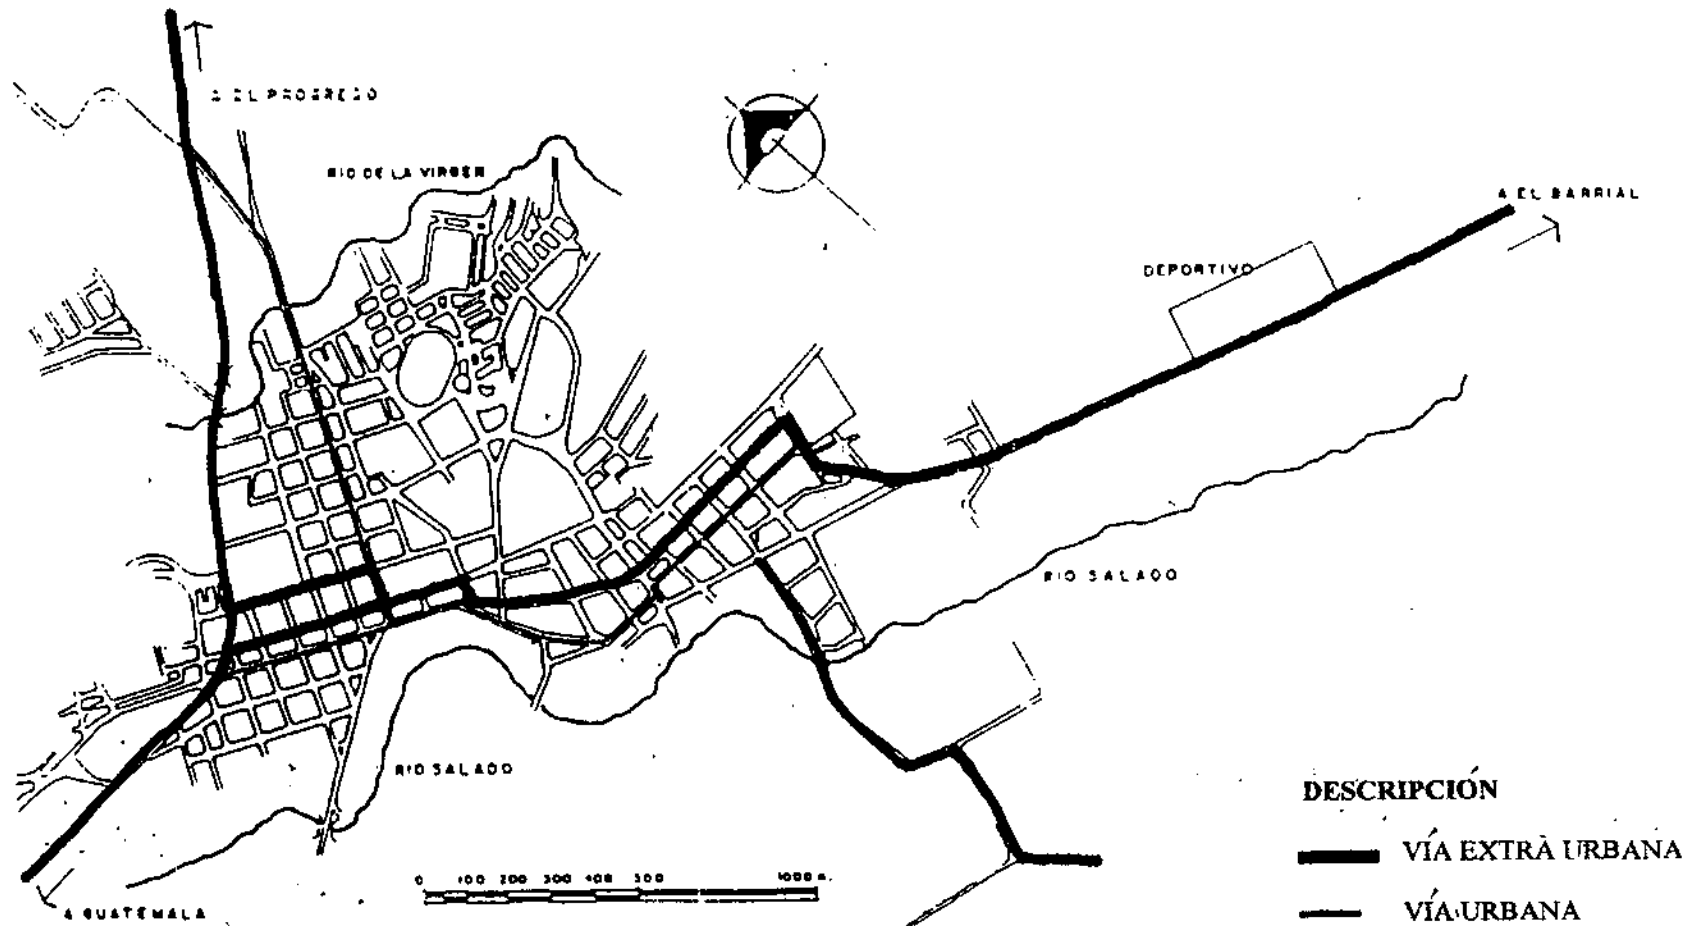 A EL PROGRESO
RIO DE LA VIRGEN
A EL BARRIAL
DEPORTIVO
RIO SALADO
RIO SALADO
DESCRIPCIÓN
VÍA EXTRA URBANA
VÍA URBANA
0 100 200 300 400 500 1000 m.
A GUATEMALA